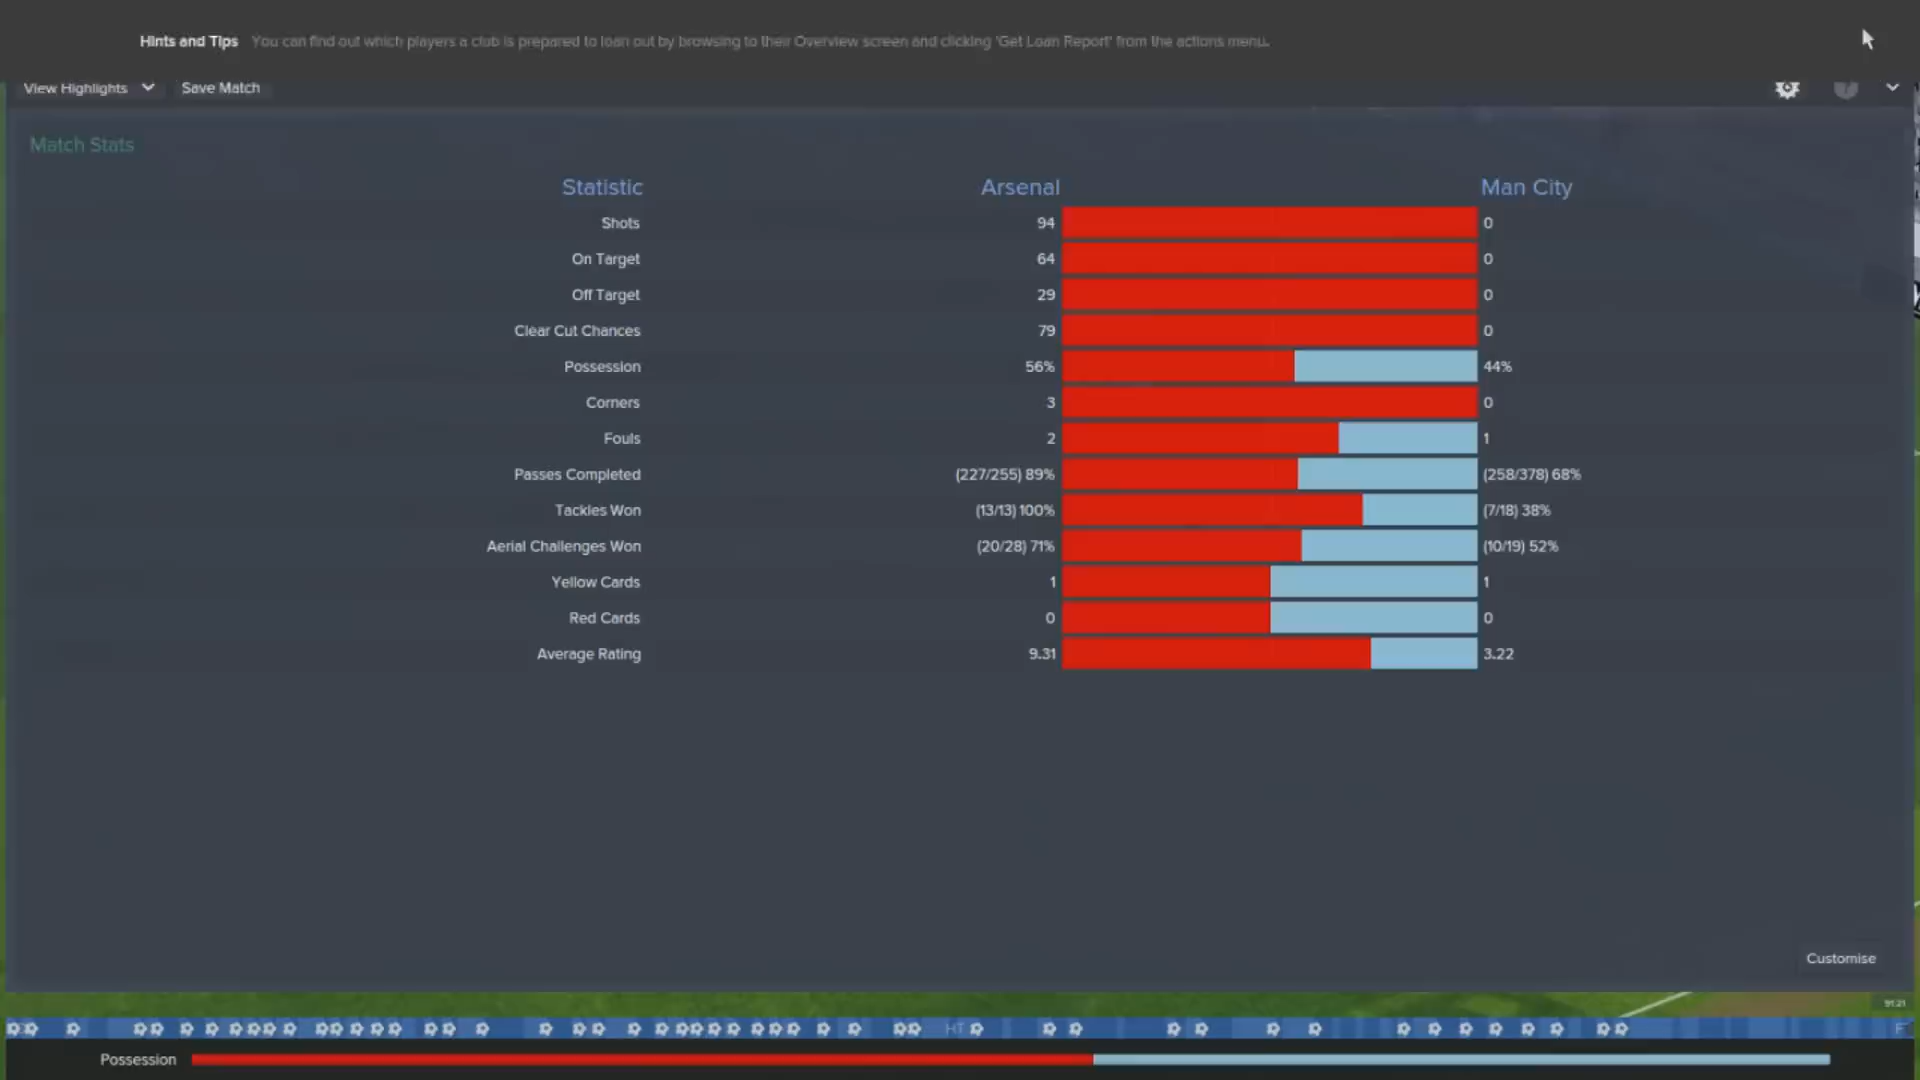 Hints and Tips You can find out which players a club is prepared to loan out by browsing to their Overview screen and clicking 'Get Loan Report' from the actions menu.
View Highlights Save Match
Match Stats
Statistic Arsenal Man City
Shots 94 0
On Target 64 0
Off Target 29 0
Clear Cut Chances 79 0
Possession 56% 44%
Corners 3 0
Fouls 2 1
Passes Completed (227/255) 89% (258/378) 68%
Tackles Won (13/13) 100% (7/18) 38%
Aerial Challenges Won (20/28) 71% (10/19) 52%
Yellow Cards 1 1
Red Cards 0 0
Average Rating 9.31 3.22
Customise
91:21
HT
Possession